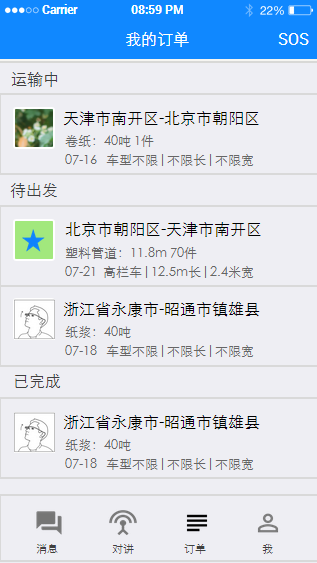 Carrier 08:59 PM 22%
我的订单 SOS
运输中
天津市南开区-北京市朝阳区
卷纸：40吨 1件
07-16 车型不限 | 不限长 | 不限宽
待出发
北京市朝阳区-天津市南开区
塑料管道：11.8m 70件
07-21 高栏车 | 12.5m长 | 2.4米宽
浙江省永康市-昭通市镇雄县
纸浆：40吨
07-18 车型不限 | 不限长 | 不限宽
已完成
浙江省永康市-昭通市镇雄县
纸浆：40吨
07-18 车型不限 | 不限长 | 不限宽
消息 对讲 订单 我